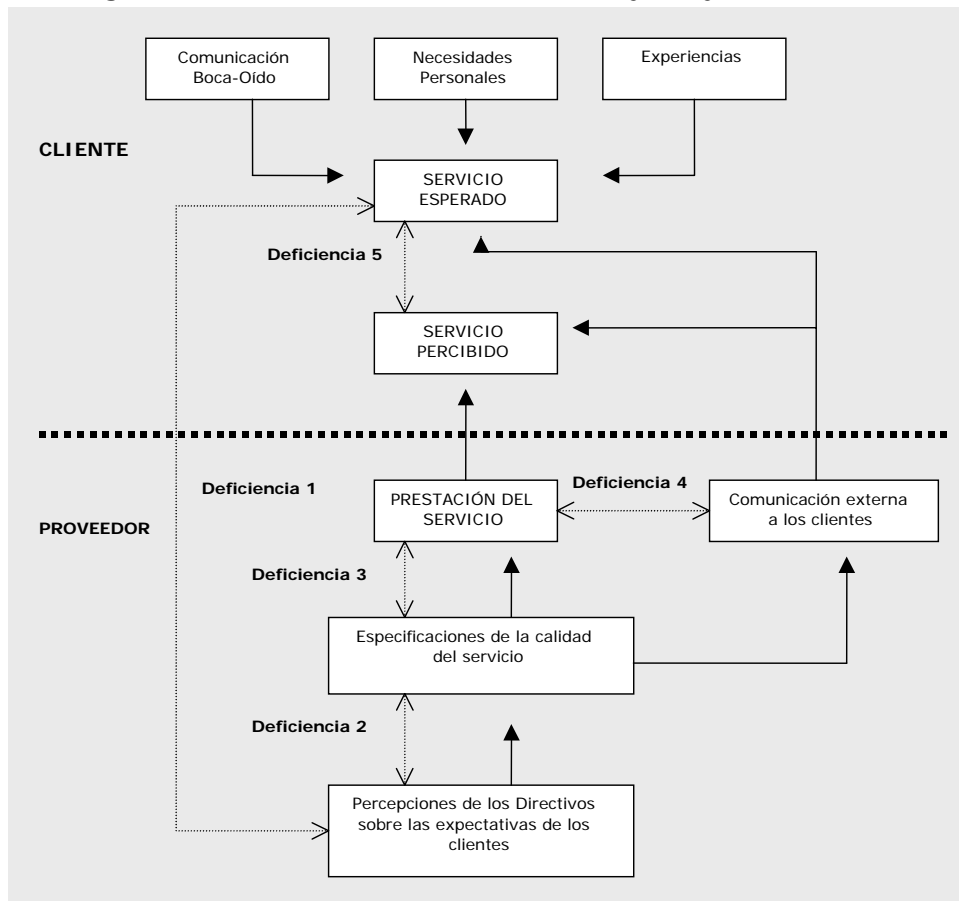 Comunicación
Boca-Oído
Necesidades
Personales
Experiencias
CLIENTE
SERVICIO
ESPERADO
Deficiencia 5
SERVICIO
PERCIBIDO
Deficiencia 1
PRESTACIÓN DEL
SERVICIO
Deficiencia 4
Comunicación externa
a los clientes
PROVEEDOR
Deficiencia 3
Especificaciones de la calidad
del servicio
Deficiencia 2
Percepciones de los Directivos
sobre las expectativas de los
clientes